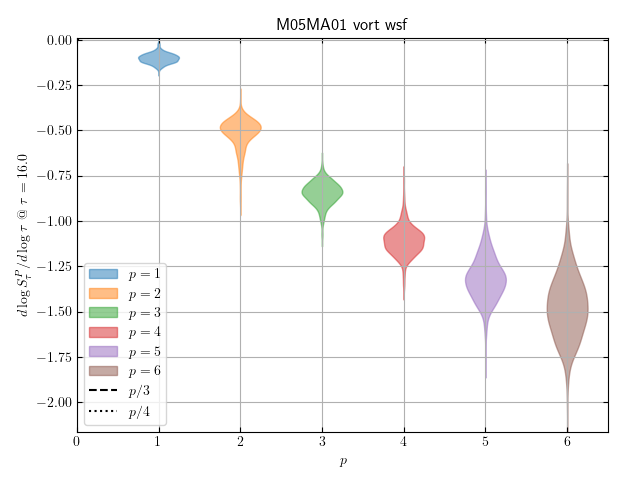 M05MA01 vort wsf
0.00
−0.25
−0.50
−0.75
−1.00
−1.25
−1.50
−1.75
−2.00
d log S_τ^P / d log τ @ τ = 16.0
p = 1
p = 2
p = 3
p = 4
p = 5
p = 6
p/3
p/4
0 1 2 3 4 5 6
p